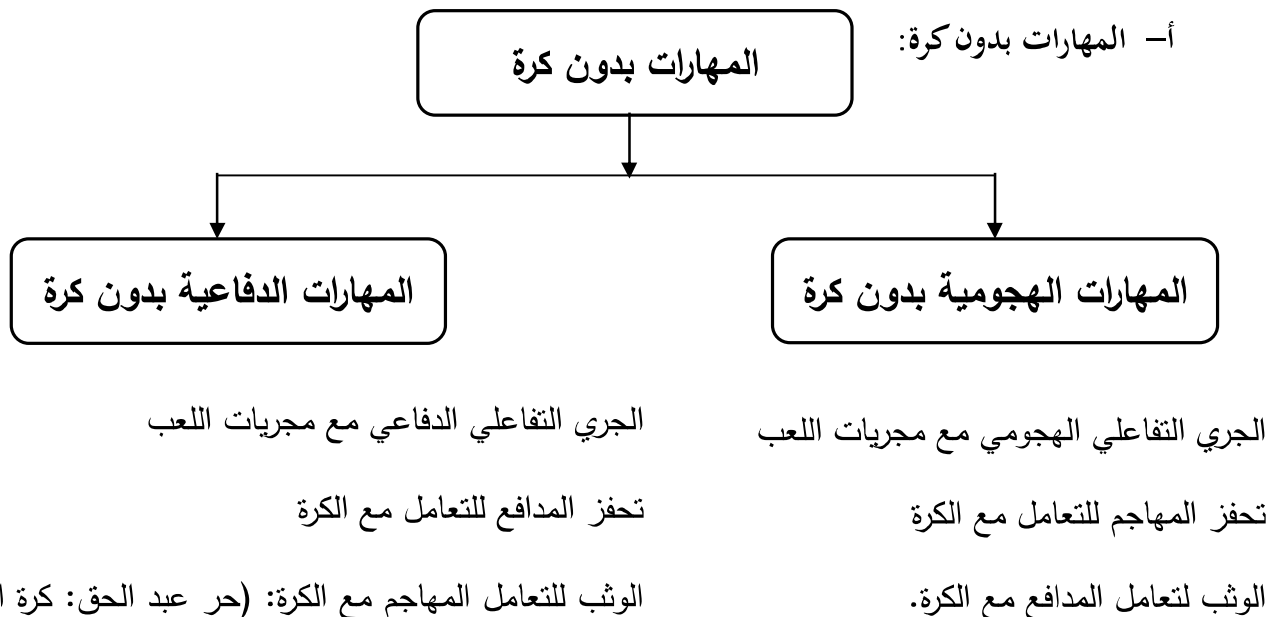 أ– المهارات بدون كرة:
المهارات بدون كرة
المهارات الهجومية بدون كرة
المهارات الدفاعية بدون كرة
الجري التفاعلي الهجومي مع مجريات اللعب
تحفز المهاجم للتعامل مع الكرة
الوثب لتعامل المدافع مع الكرة.
الجري التفاعلي الدفاعي مع مجريات اللعب
تحفز المدافع للتعامل مع الكرة
الوثب للتعامل المهاجم مع الكرة: (حر عبد الحق: كرة